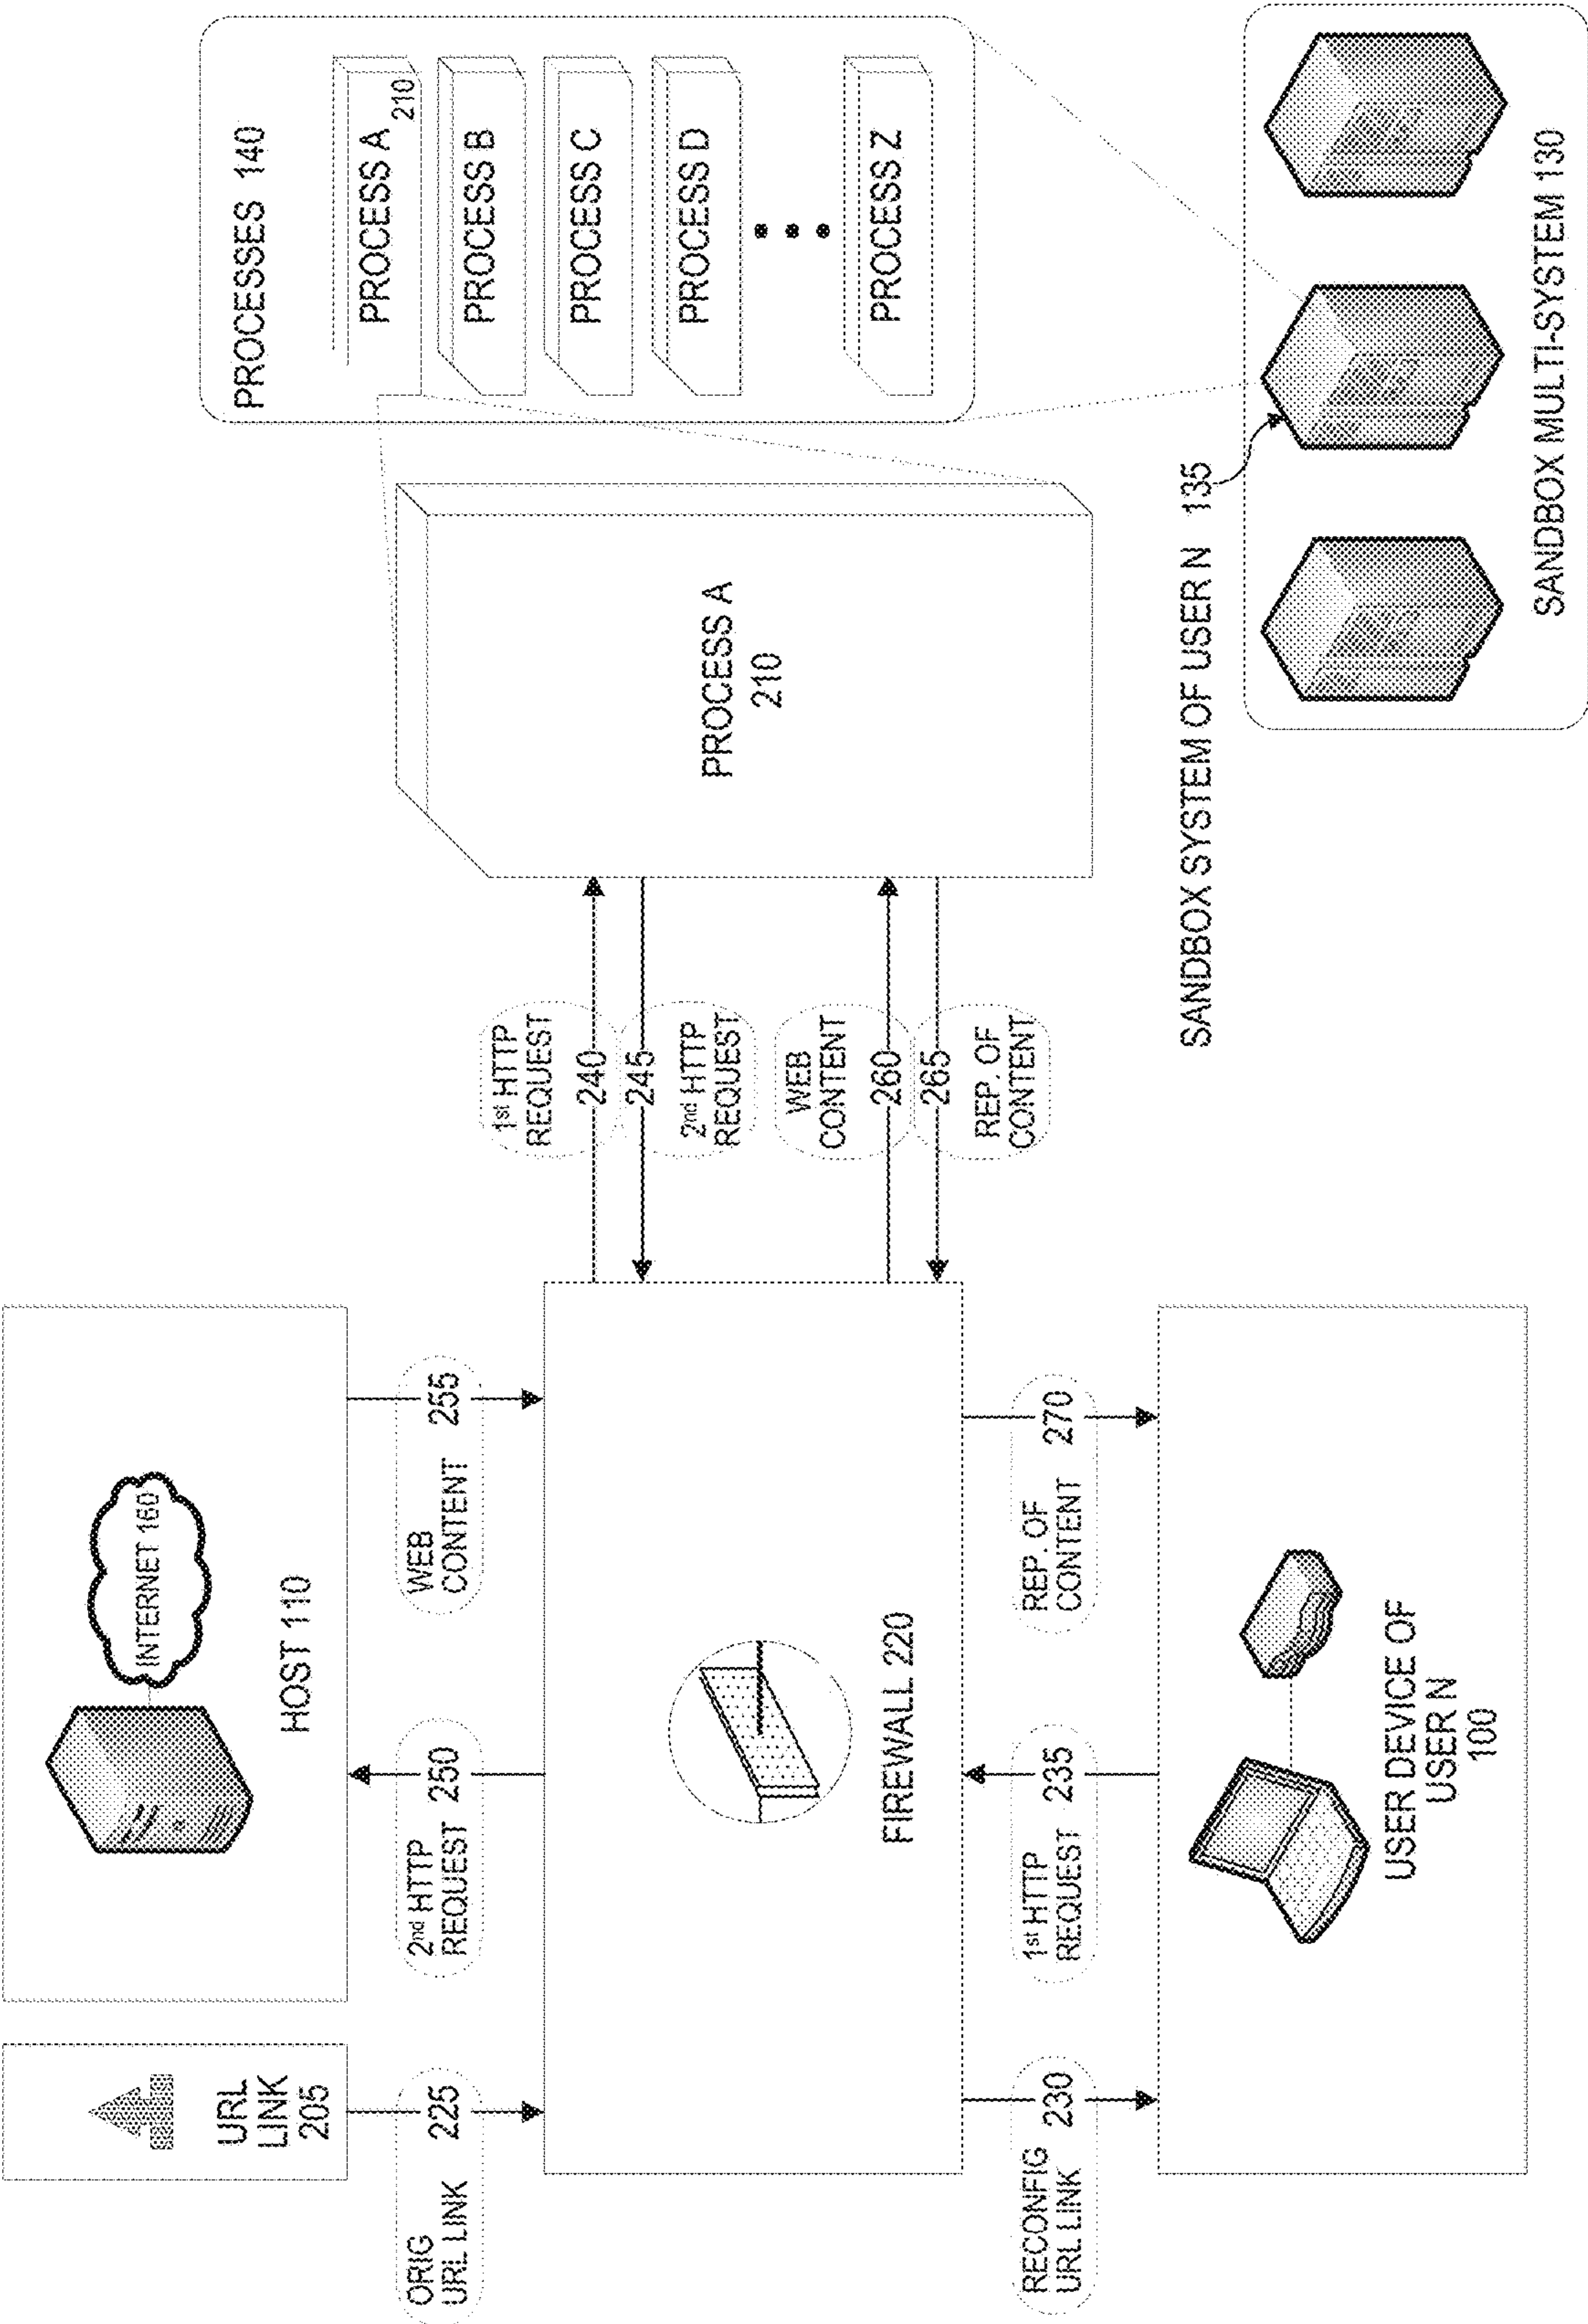 URL
LINK
205
INTERNET 160
HOST 110
ORIG
URL LINK 225
2nd HTTP
REQUEST 250
WEB
CONTENT 255
FIREWALL 220
RECONFIG
URL LINK 230
1st HTTP
REQUEST 235
REP. OF
CONTENT 270
USER DEVICE OF
USER N
100
1st HTTP
REQUEST
240
245
2nd HTTP
REQUEST
WEB
CONTENT
260
265
REP. OF
CONTENT
PROCESS A
210
PROCESSES 140
PROCESS A
210
PROCESS B
PROCESS C
PROCESS D
PROCESS Z
SANDBOX SYSTEM OF USER N 135
SANDBOX MULTI-SYSTEM 130